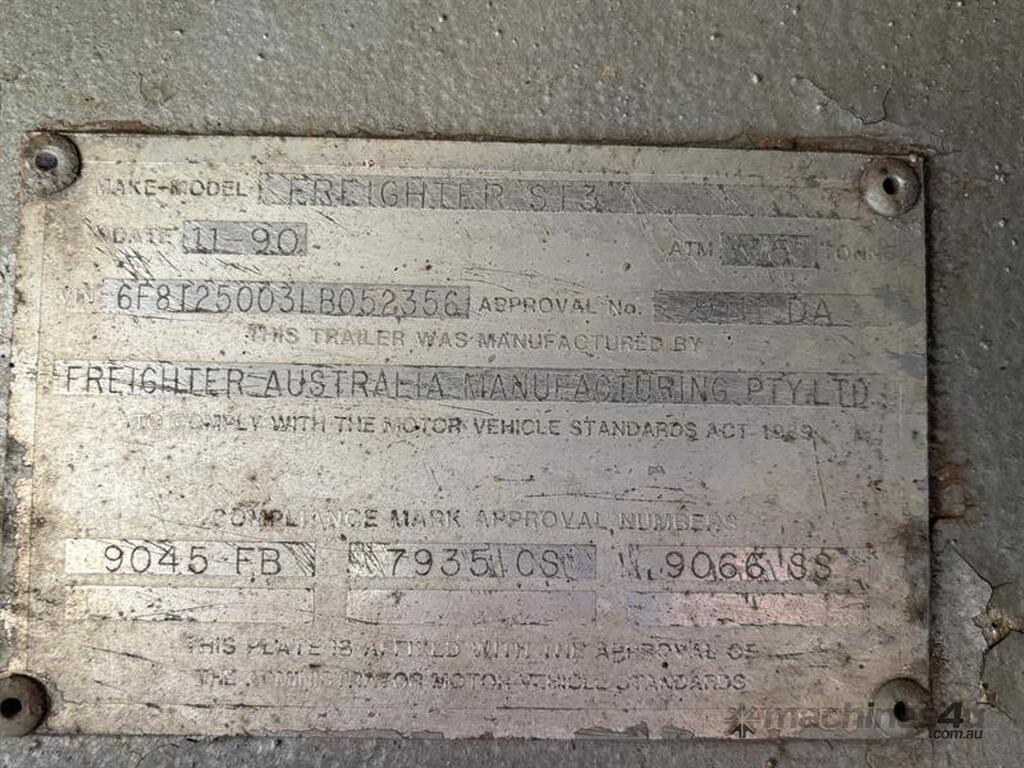 MAKE-MODEL FREIGHTER ST3
DATE 11-90 ATM TONNE
VIN 6F8T25003LB052356 APPROVAL No. DA
THIS TRAILER WAS MANUFACTURED BY
FREIGHTER AUSTRALIA MANUFACTURING PTY.LTD.
TO COMPLY WITH THE MOTOR VEHICLE STANDARDS ACT 1989
COMPLIANCE MARK APPROVAL NUMBERS
9045-FB 7935 CS 9066 SS
THIS PLATE IS AFFIXED WITH THE APPROVAL OF
THE ADMINISTRATOR MOTOR VEHICLE STANDARDS
machines4u
.com.au